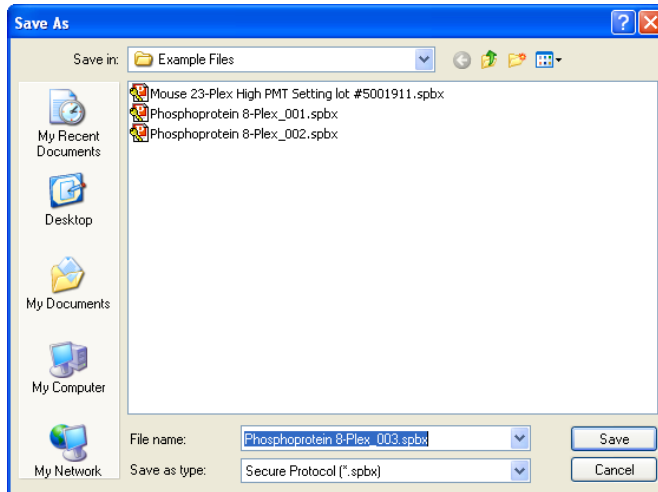 Save As
Save in: Example Files
My Recent
Documents
Desktop
My Documents
My Computer
My Network
Mouse 23-Plex High PMT Setting lot #5001911.spbx
Phosphoprotein 8-Plex_001.spbx
Phosphoprotein 8-Plex_002.spbx
File name: Phosphoprotein 8-Plex_003.spbx Save
Save as type: Secure Protocol (*.spbx) Cancel